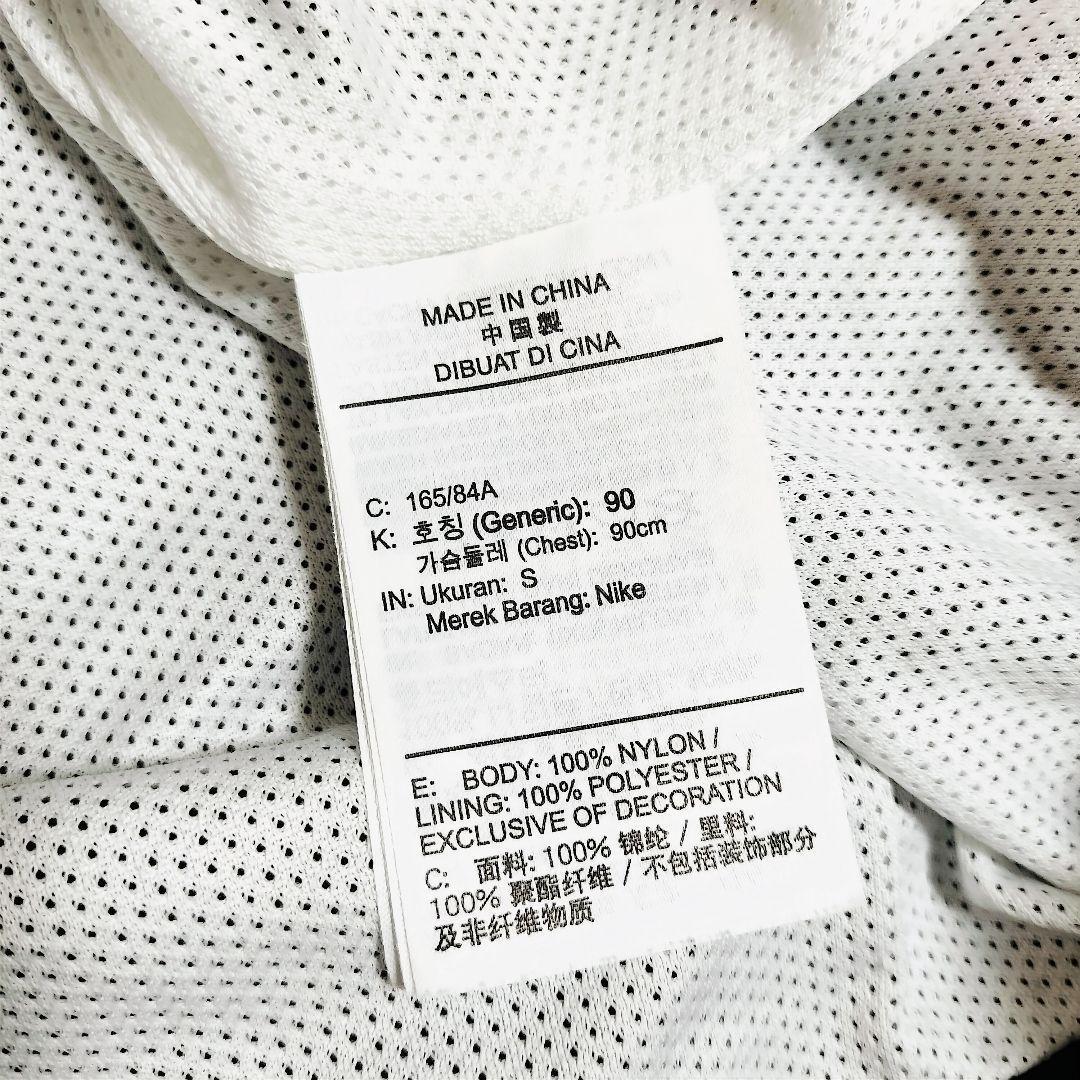 MADE IN CHINA
中国製
DIBUAT DI CINA
C: 165/84A
K: 호칭 (Generic): 90
가슴둘레 (Chest): 90cm
IN: Ukuran: S
Merek Barang: Nike
E: BODY: 100% NYLON /
LINING: 100% POLYESTER /
EXCLUSIVE OF DECORATION
C: 面料: 100% 锦纶 / 里料:
100% 聚酯纤维 / 不包括装饰部分
及非纤维物质